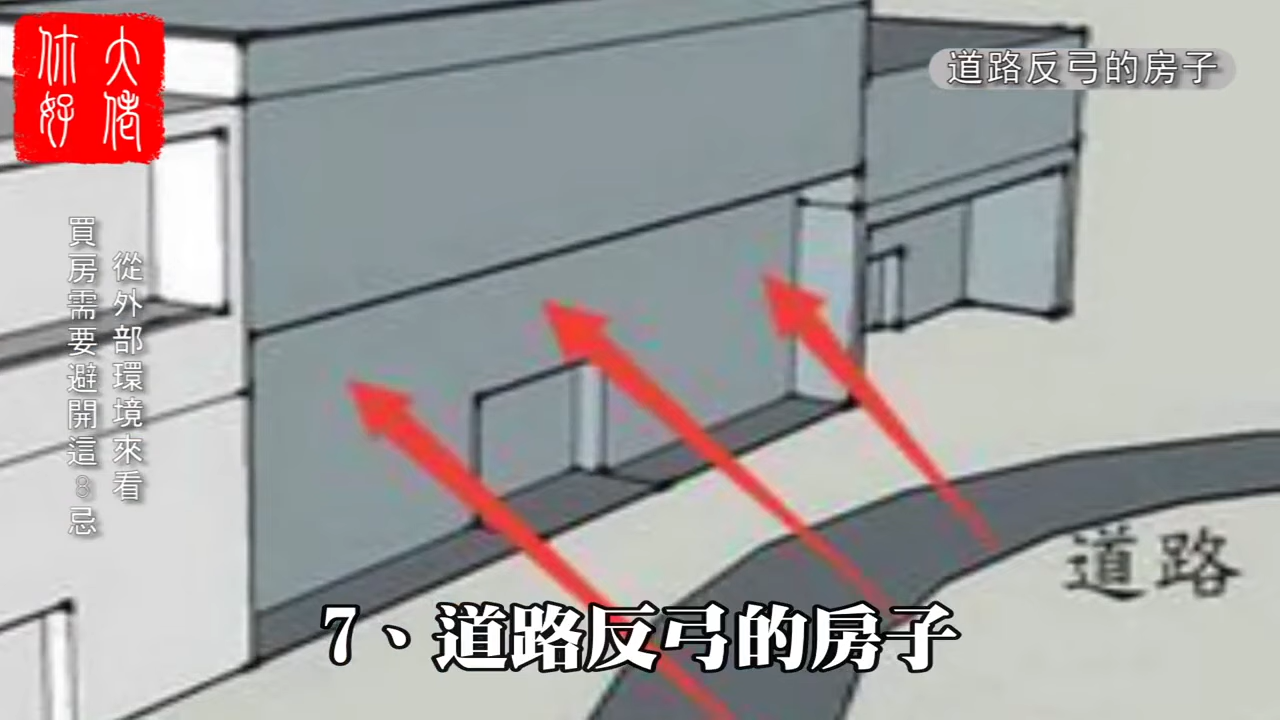 大佬
休好
道路反弓的房子
從外部環境來看
買房需要避開這8忌
道路
7、道路反弓的房子